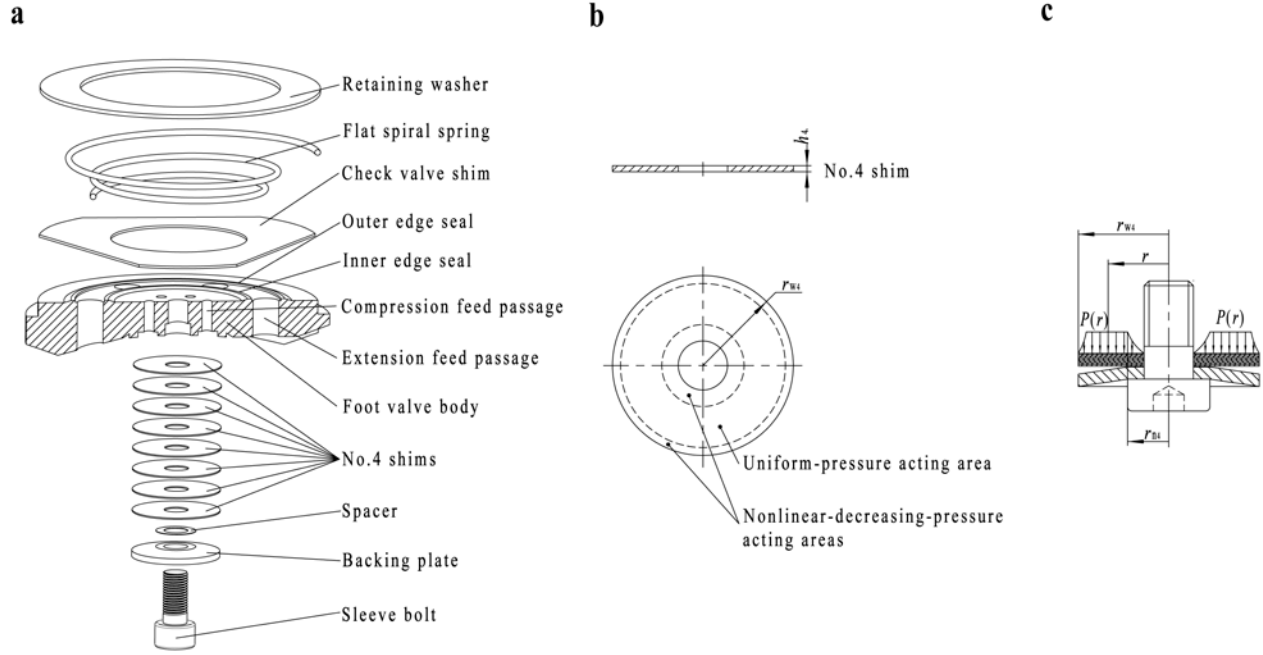 a
Retaining washer
Flat spiral spring
Check valve shim
Outer edge seal
Inner edge seal
Compression feed passage
Extension feed passage
Foot valve body
No.4 shims
Spacer
Backing plate
Sleeve bolt
b
h4
No.4 shim
rw4
Uniform-pressure acting area
Nonlinear-decreasing-pressure
acting areas
c
rw4
r
P(r) P(r)
rn4